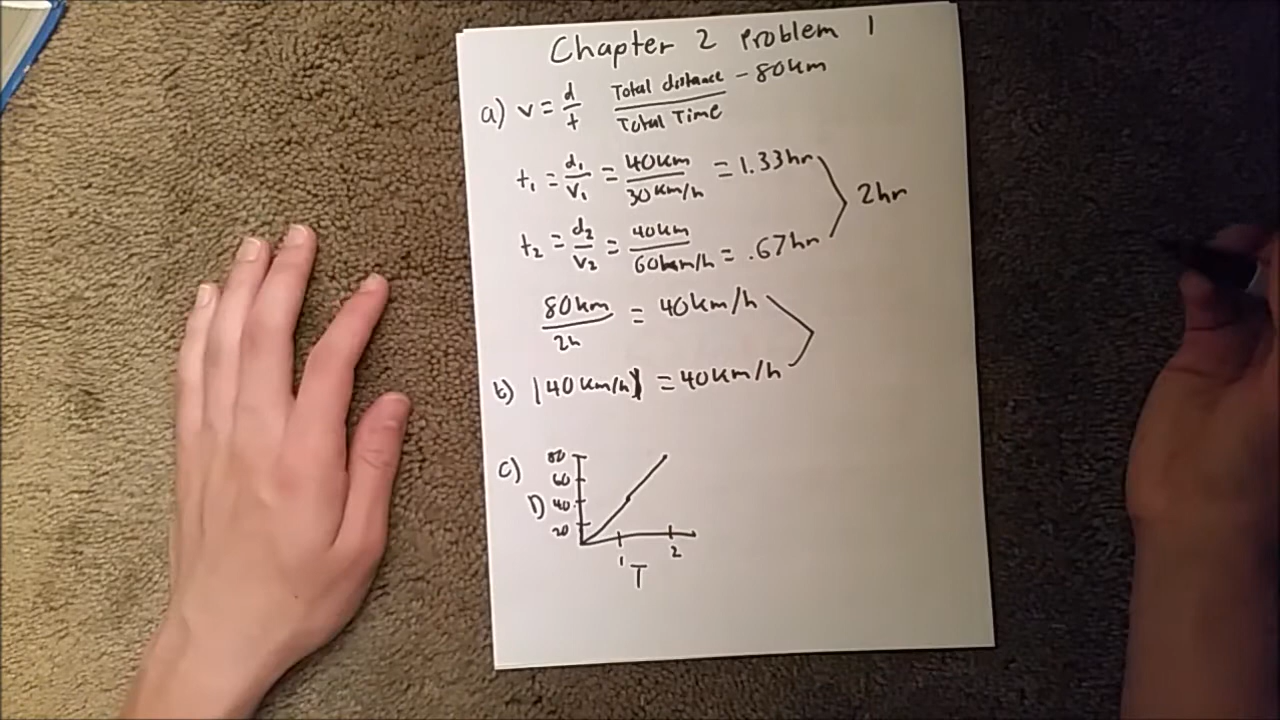 Chapter 2 Problem 1
a) v = d/t Total distance/Total Time - 80km
t₁ = d₁/v₁ = 40km/30km/h = 1.33hr
2hr
t₂ = d₂/v₂ = 40km/60km/h = .67hr
80km/2h = 40km/h
b) |40km/h| = 40km/h
c) 80
60
D 40
20
1 2
T